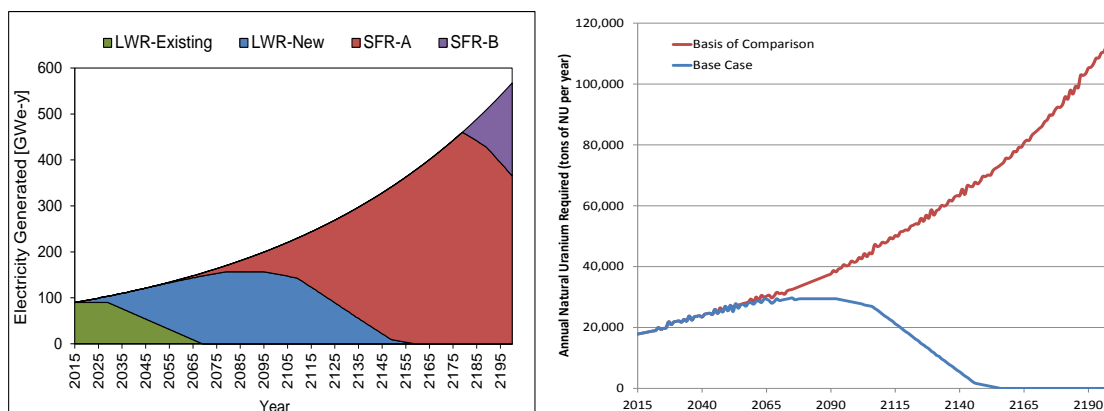 LWR-Existing LWR-New SFR-A SFR-B
Electricity Generated [GWe-y]
600
500
400
300
200
100
0
2015 2025 2035 2045 2055 2065 2075 2085 2095 2105 2115 2125 2135 2145 2155 2165 2175 2185 2195
Year
Annual Natural Uranium Required (tons of NU per year)
120,000
100,000
80,000
60,000
40,000
20,000
0
Basis of Comparison
Base Case
2015 2040 2065 2090 2115 2140 2165 2190